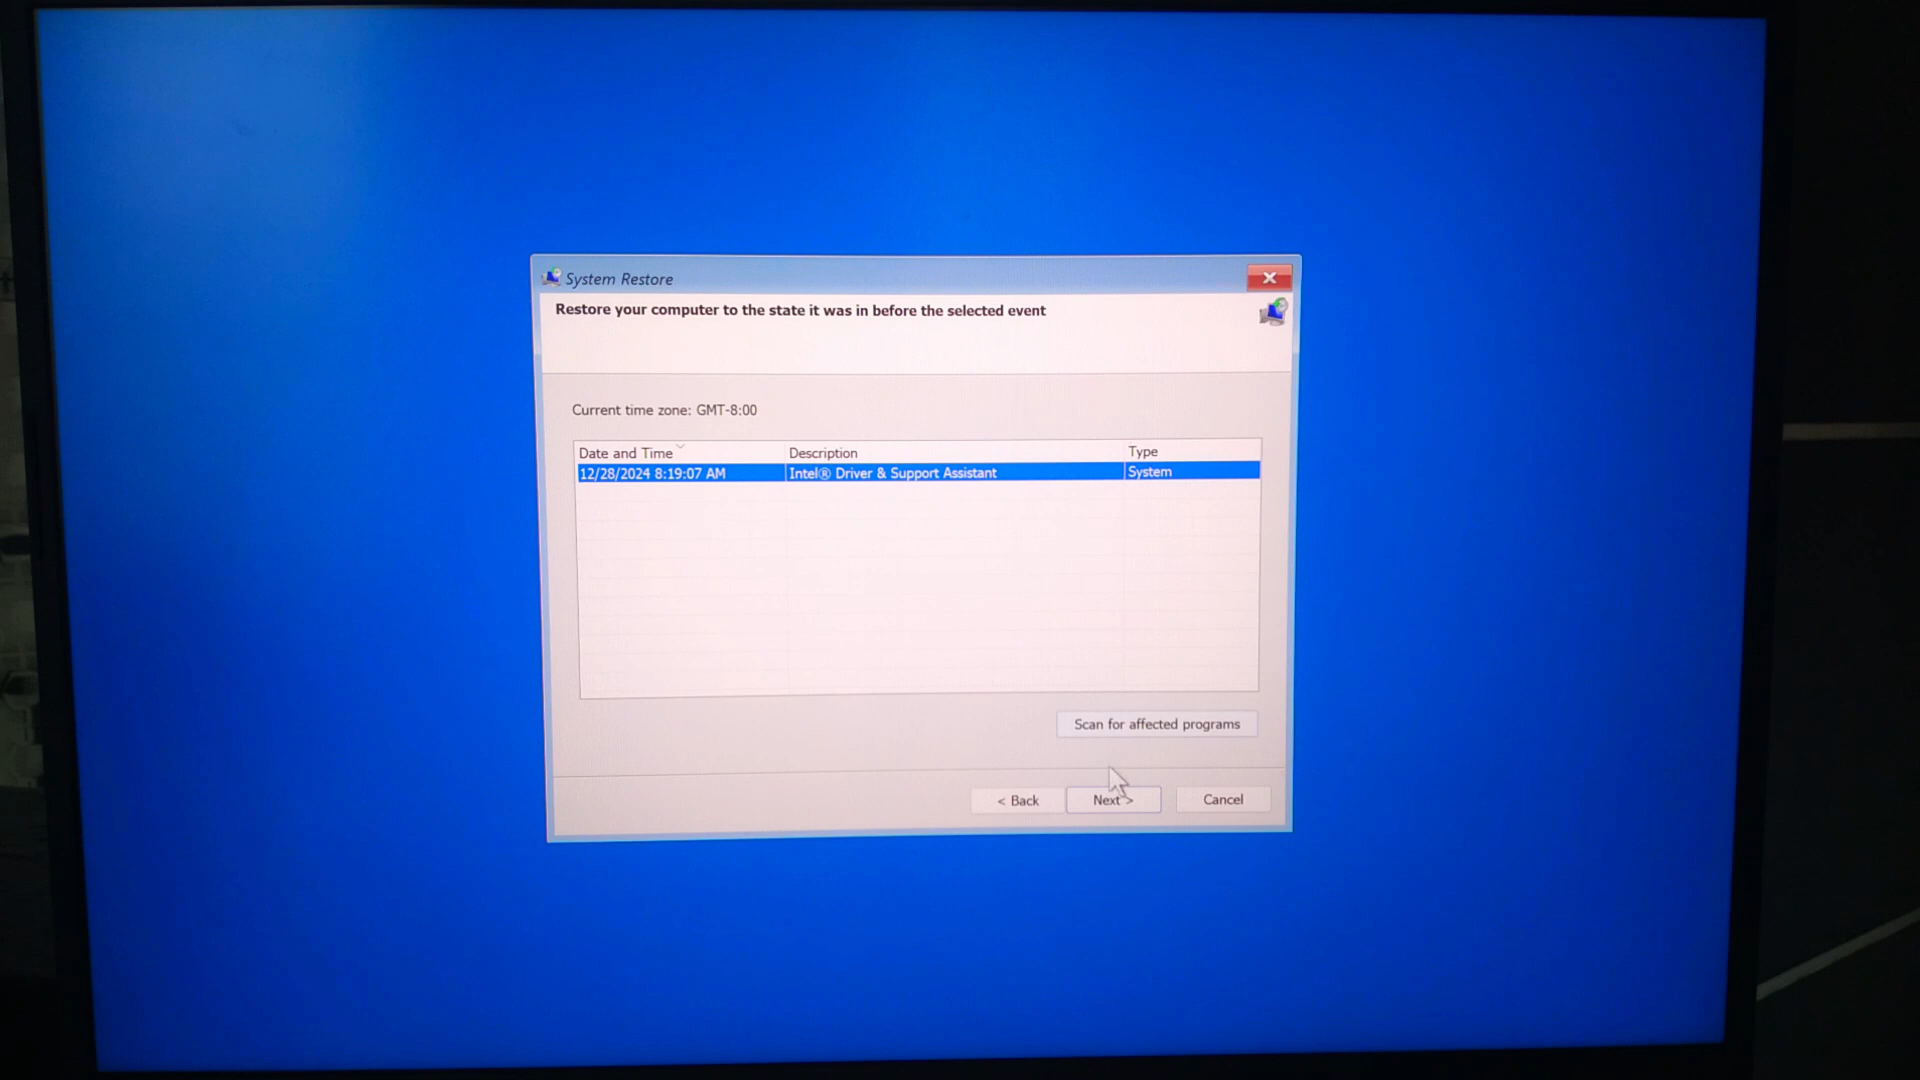 System Restore
Restore your computer to the state it was in before the selected event
Current time zone: GMT-8:00
Date and Time Description Type
12/28/2024 8:19:07 AM Intel® Driver & Support Assistant System
Scan for affected programs
< Back Next > Cancel